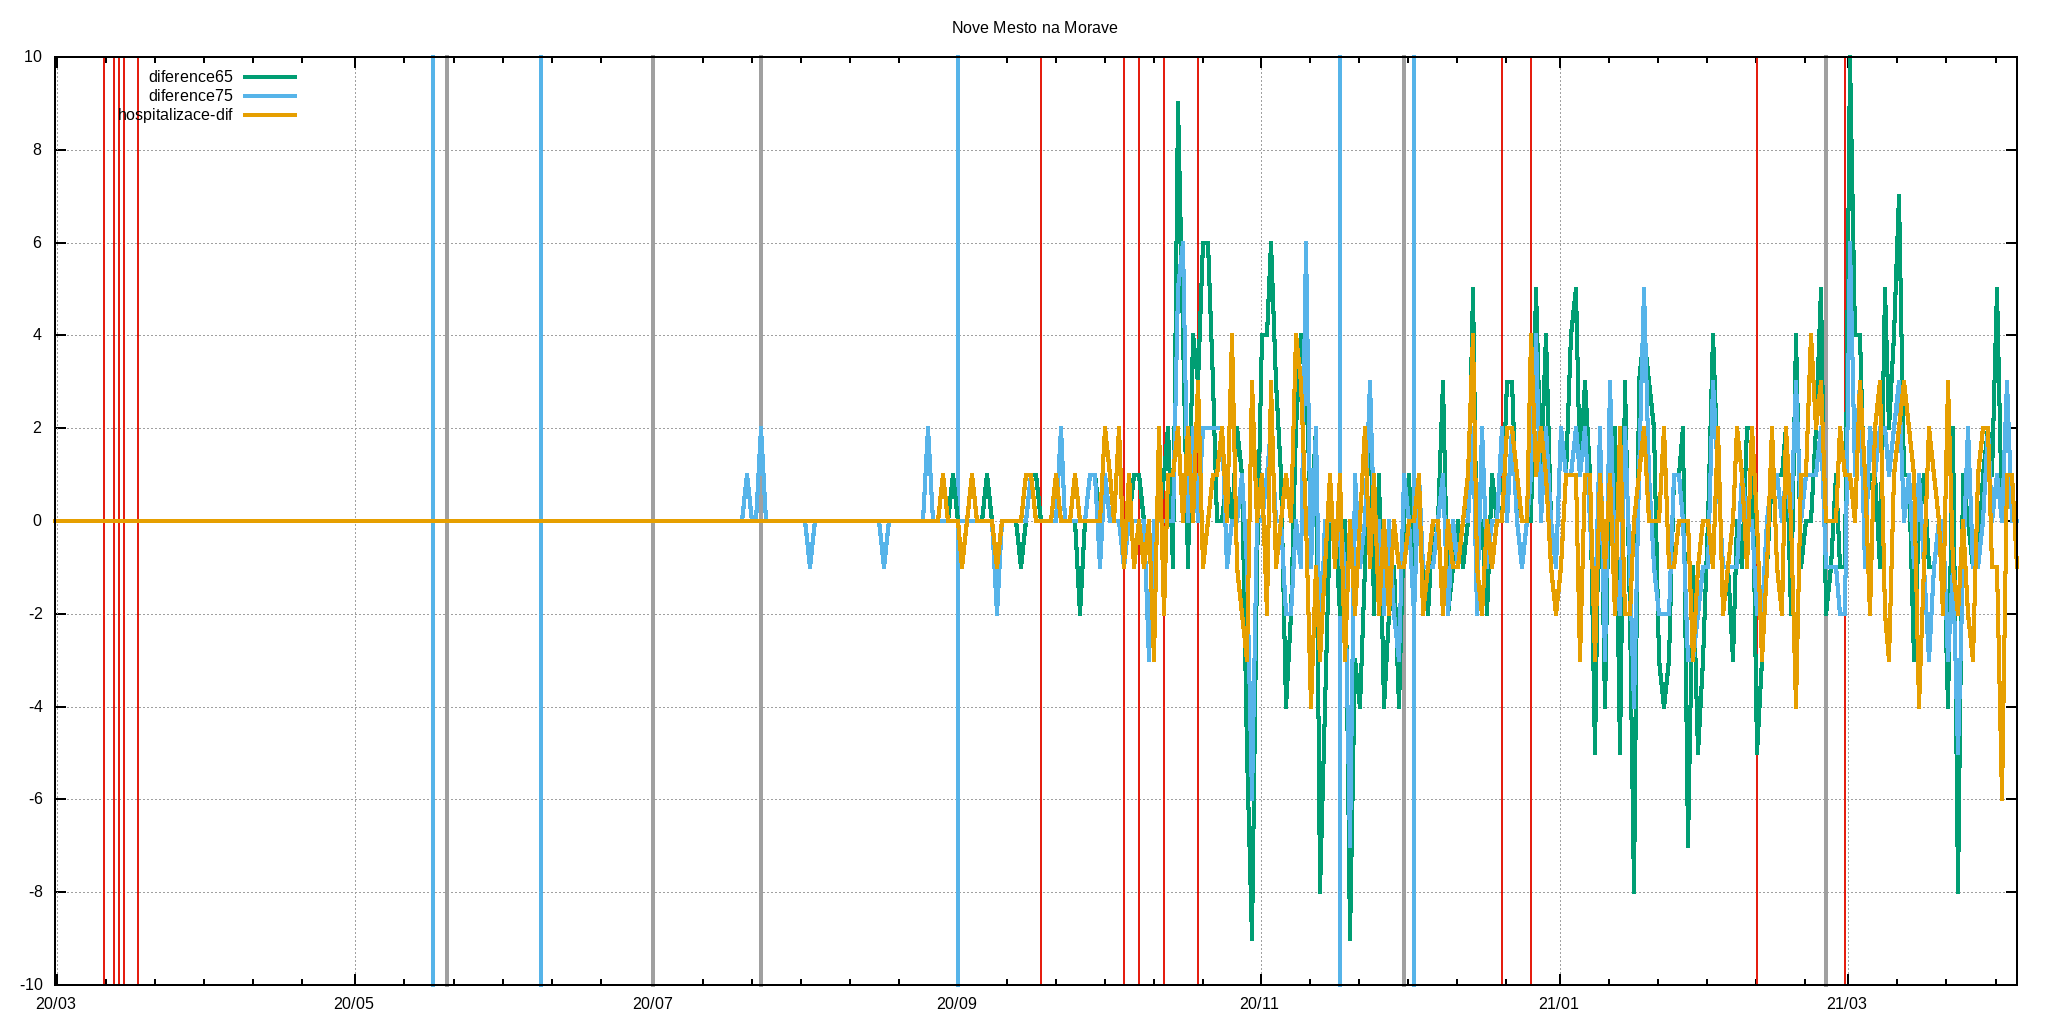 Nove Mesto na Morave
10
8
6
4
2
0
-2
-4
-6
-8
-10
diference65
diference75
hospitalizace-dif
20/03 20/05 20/07 20/09 20/11 21/01 21/03